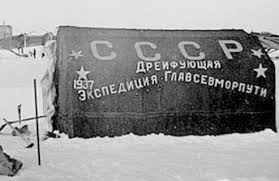 СССР
ДРЕЙФУЮЩАЯ
1937 ЭКСПЕДИЦИЯ·ГЛАВСЕВМОРПУТИ